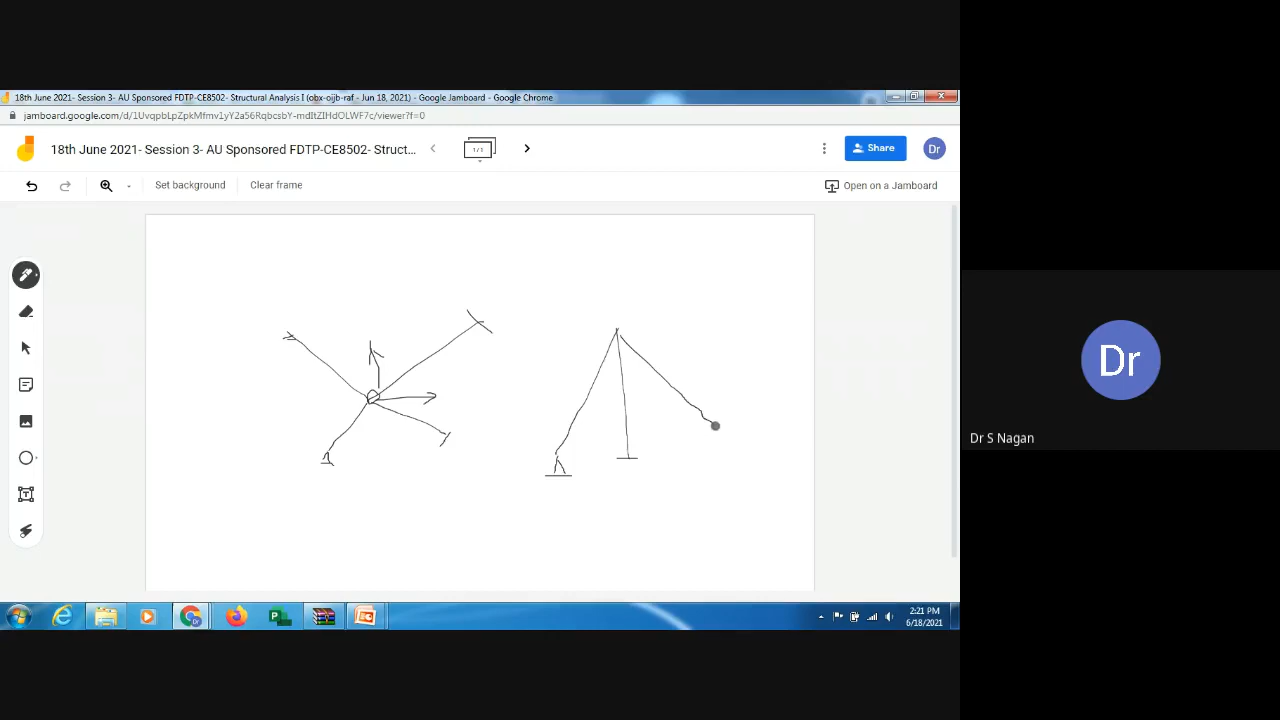 18th June 2021- Session 3- AU Sponsored FDTP-CE8502- Structural Analysis I (obx-oijb-raf - Jun 18, 2021) - Google Jamboard - Google Chrome
jamboard.google.com/d/1UvqpbLpZpkMfmv1yY2a56RqbcsbY-mdItZIHdOLWF7c/viewer?f=0
18th June 2021- Session 3- AU Sponsored FDTP-CE8502- Struct...
1/1
Share
Dr
Set background
Clear frame
Open on a Jamboard
Dr
Dr S Nagan
2:21 PM
6/18/2021